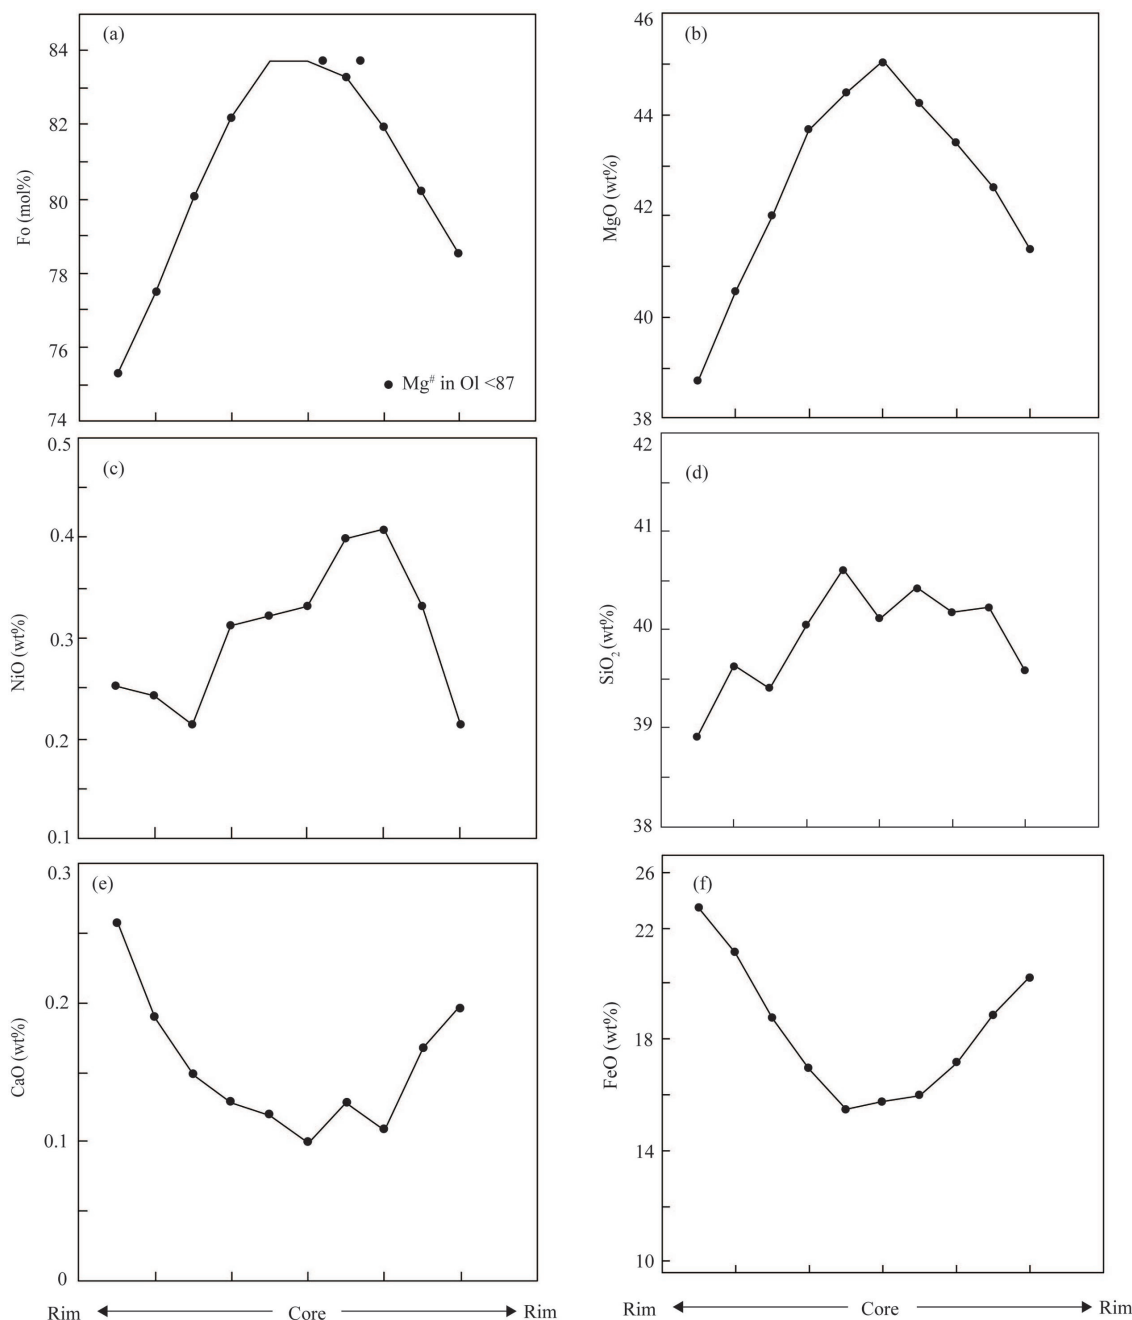 (a)
84
82
80
78
76
74
Fo (mol%)
Mg# in Ol <87
(b)
46
44
42
40
38
MgO (wt%)
(c)
0.5
0.4
0.3
0.2
0.1
NiO (wt%)
(d)
42
41
40
39
38
SiO2 (wt%)
(e)
0.3
0.2
0.1
0
CaO (wt%)
(f)
26
22
18
14
10
FeO (wt%)
Rim Core Rim
Rim Core Rim